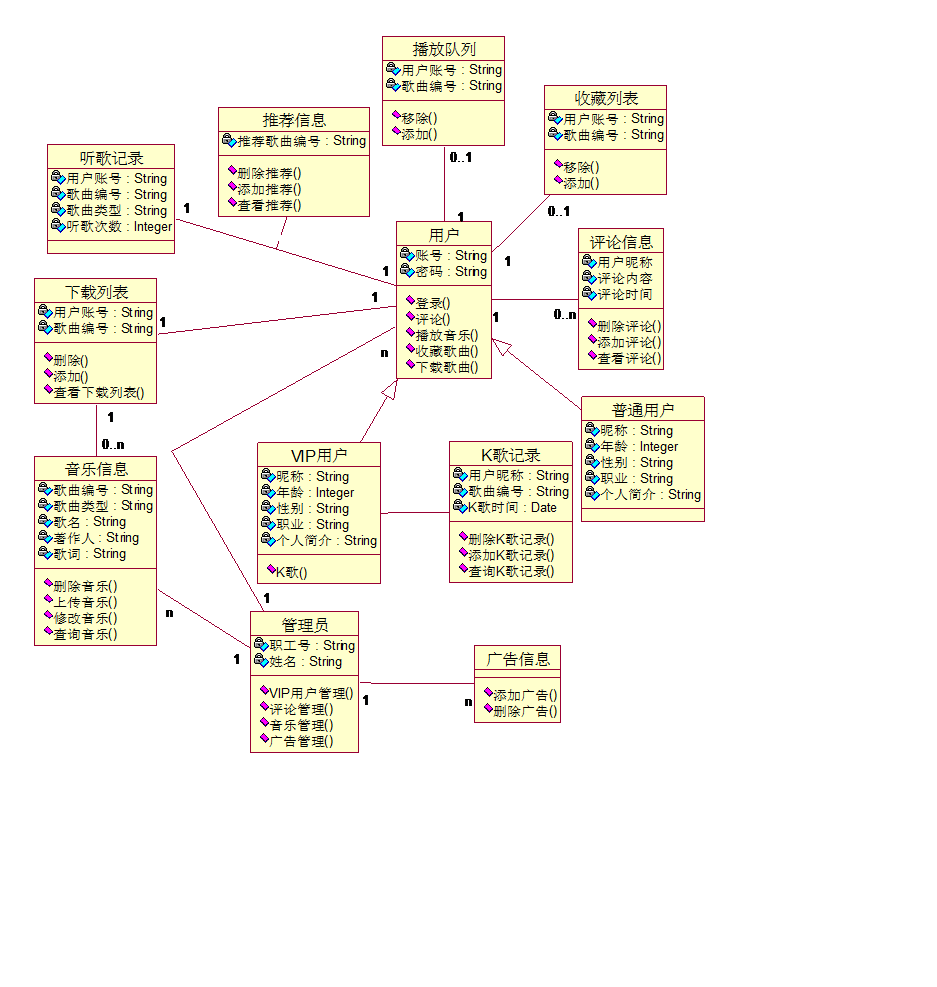 播放队列
用户账号 : String
歌曲编号 : String
移除()
添加()
0..1
1
收藏列表
用户账号 : String
歌曲编号 : String
移除()
添加()
0..1
1
推荐信息
推荐歌曲编号 : String
删除推荐()
添加推荐()
查看推荐()
听歌记录
用户账号 : String
歌曲编号 : String
歌曲类型 : String
听歌次数 : Integer
1
1
用户
账号 : String
密码 : String
登录()
评论()
播放音乐()
收藏歌曲()
下载歌曲()
评论信息
用户昵称
评论内容
评论时间
删除评论()
添加评论()
查看评论()
1
0..n
下载列表
用户账号 : String
歌曲编号 : String
删除()
添加()
查看下载列表()
1
1
n
1
0..n
音乐信息
歌曲编号 : String
歌曲类型 : String
歌名 : String
著作人 : String
歌词 : String
删除音乐()
上传音乐()
修改音乐()
查询音乐()
n
1
VIP用户
昵称 : String
年龄 : Integer
性别 : String
职业 : String
个人简介 : String
K歌()
K歌记录
用户昵称 : String
歌曲编号 : String
K歌时间 : Date
删除K歌记录()
添加K歌记录()
查询K歌记录()
普通用户
昵称 : String
年龄 : Integer
性别 : String
职业 : String
个人简介 : String
1
管理员
职工号 : String
姓名 : String
VIP用户管理()
评论管理()
音乐管理()
广告管理()
1
n
广告信息
添加广告()
删除广告()